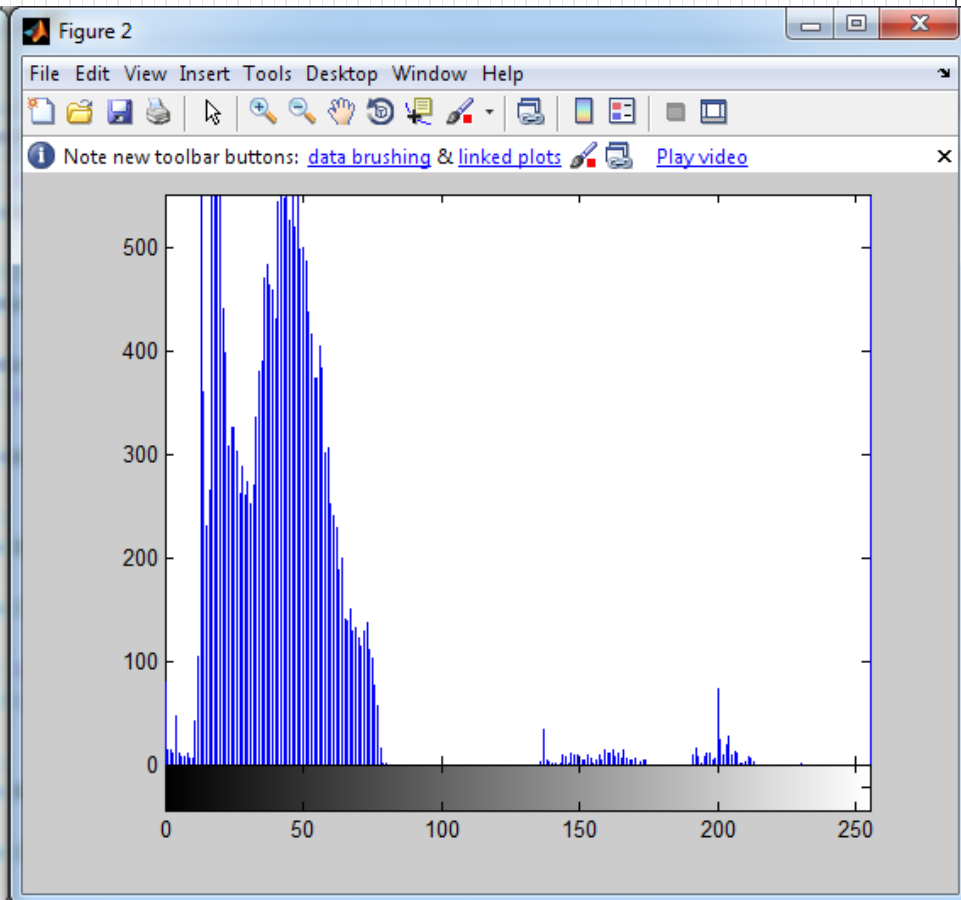 Figure 2
File Edit View Insert Tools Desktop Window Help
Note new toolbar buttons: data brushing & linked plots Play video
500
400
300
200
100
0
0 50 100 150 200 250